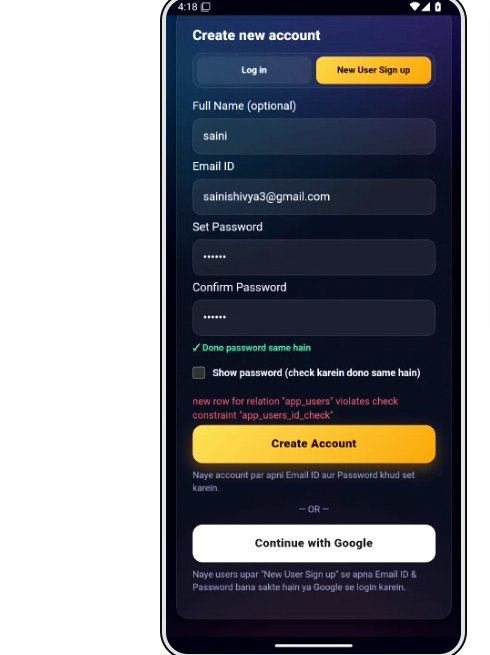 4:18
Create new account
Log in
New User Sign up
Full Name (optional)
saini
Email ID
sainishivya3@gmail.com
Set Password
••••••
Confirm Password
••••••
✓ Dono password same hain
Show password (check karein dono same hain)
new row for relation "app_users" violates check
constraint "app_users_id_check"
Create Account
Naye account par apni Email ID aur Password khud set
karein.
— OR —
Continue with Google
Naye users upar "New User Sign up" se apna Email ID &
Password bana sakte hain ya Google se login karein.